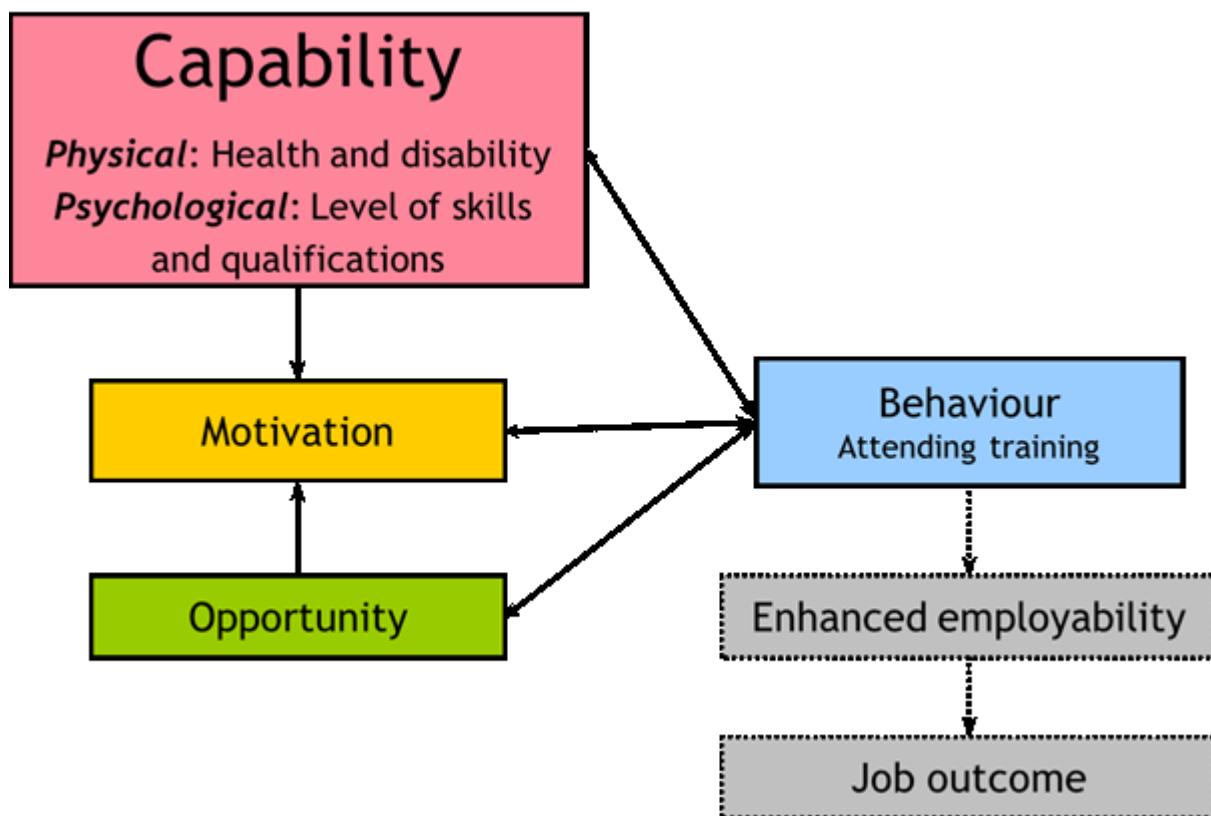 Capability
Physical: Health and disability
Psychological: Level of skills
and qualifications
Motivation
Opportunity
Behaviour
Attending training
Enhanced employability
Job outcome